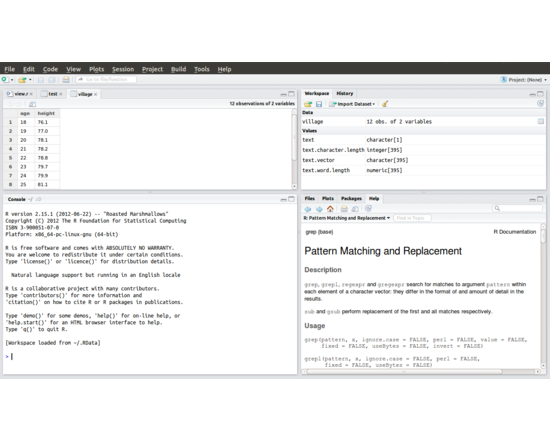 File Edit Code View Plots Session Project Build Tools Help
Go to file/function
Project: (None)
view.r × test × village ×
12 observations of 2 variables
age height
1 18 76.1
2 19 77.0
3 20 78.1
4 21 78.2
5 22 78.8
6 23 79.7
7 24 79.9
8 25 81.1
Workspace History
Import Dataset
Data
village 12 obs. of 2 variables
Values
text character[1]
text.character.length integer[395]
text.vector character[395]
text.word.length numeric[395]
Console ~/
R version 2.15.1 (2012-06-22) -- "Roasted Marshmallows"
Copyright (C) 2012 The R Foundation for Statistical Computing
ISBN 3-900051-07-0
Platform: x86_64-pc-linux-gnu (64-bit)
R is free software and comes with ABSOLUTELY NO WARRANTY.
You are welcome to redistribute it under certain conditions.
Type 'license()' or 'licence()' for distribution details.
Natural language support but running in an English locale
R is a collaborative project with many contributors.
Type 'contributors()' for more information and
'citation()' on how to cite R or R packages in publications.
Type 'demo()' for some demos, 'help()' for on-line help, or
'help.start()' for an HTML browser interface to help.
Type 'q()' to quit R.
[Workspace loaded from ~/.RData]
>
Files Plots Packages Help
R: Pattern Matching and Replacement
Find in Topic
grep {base} R Documentation
Pattern Matching and Replacement
Description
grep, grepl, regexpr and gregexpr search for matches to argument pattern within
each element of a character vector: they differ in the format of and amount of detail in the
results.
sub and gsub perform replacement of the first and all matches respectively.
Usage
grep(pattern, x, ignore.case = FALSE, perl = FALSE, value = FALSE,
fixed = FALSE, useBytes = FALSE, invert = FALSE)
grepl(pattern, x, ignore.case = FALSE, perl = FALSE,
fixed = FALSE, useBytes = FALSE)